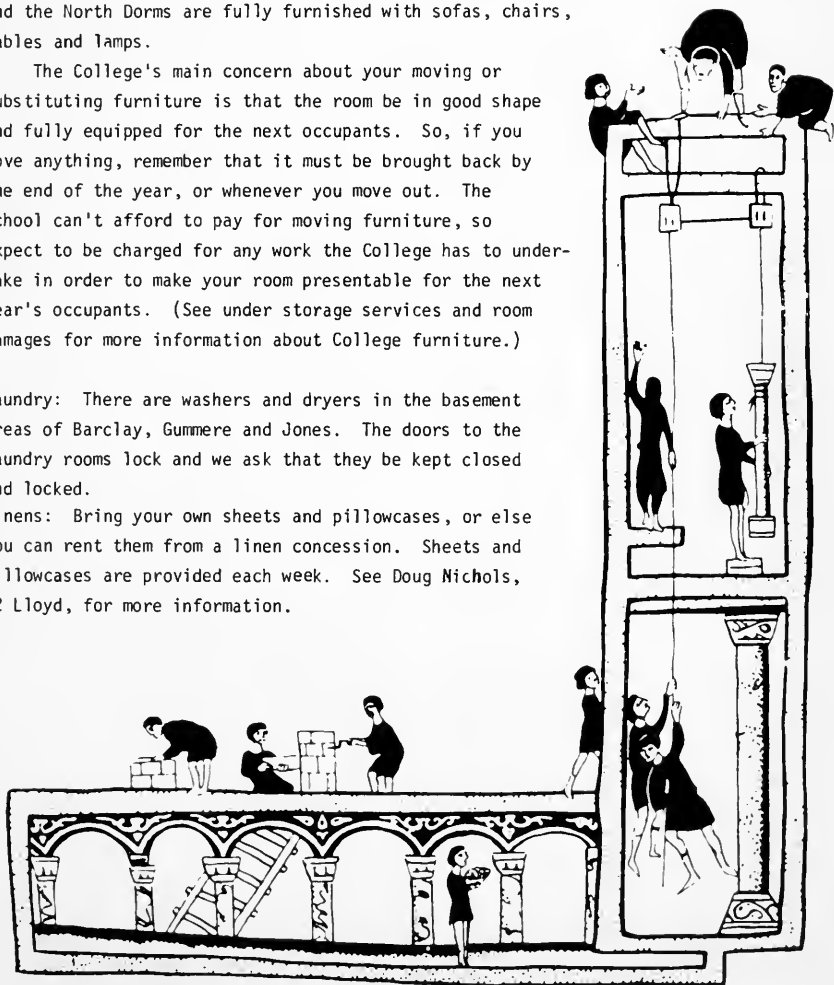 nd the North Dorms are fully furnished with sofas, chairs,
ables and lamps.
The College's main concern about your moving or
ubstituting furniture is that the room be in good shape
nd fully equipped for the next occupants. So, if you
ove anything, remember that it must be brought back by
he end of the year, or whenever you move out. The
chool can't afford to pay for moving furniture, so
xpect to be charged for any work the College has to under-
ake in order to make your room presentable for the next
ear's occupants. (See under storage services and room
amages for more information about College furniture.)
aundry: There are washers and dryers in the basement
reas of Barclay, Gummere and Jones. The doors to the
aundry rooms lock and we ask that they be kept closed
nd locked.
inens: Bring your own sheets and pillowcases, or else
ou can rent them from a linen concession. Sheets and
illowcases are provided each week. See Doug Nichols,
2 Lloyd, for more information.